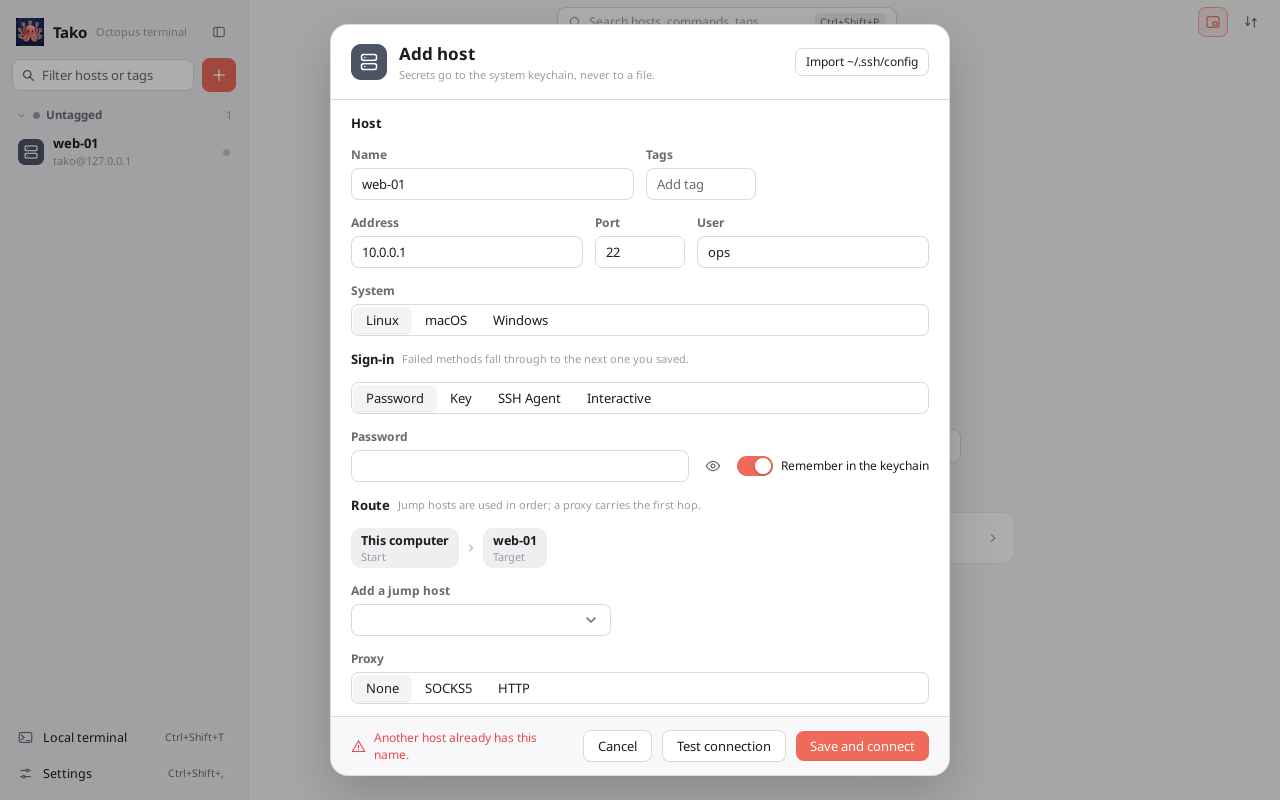 Tako Octopus terminal
Search hosts, commands, tags Ctrl+Shift+P
Filter hosts or tags
Untagged 1
web-01
tako@127.0.0.1
Local terminal Ctrl+Shift+T
Settings Ctrl+Shift+,
Add host
Secrets go to the system keychain, never to a file.
Import ~/.ssh/config
Host
Name Tags
web-01 Add tag
Address Port User
10.0.0.1 22 ops
System
Linux macOS Windows
Sign-in Failed methods fall through to the next one you saved.
Password Key SSH Agent Interactive
Password
Remember in the keychain
Route Jump hosts are used in order; a proxy carries the first hop.
This computer web-01
Start Target
Add a jump host
Proxy
None SOCKS5 HTTP
Another host already has this
name.
Cancel Test connection Save and connect